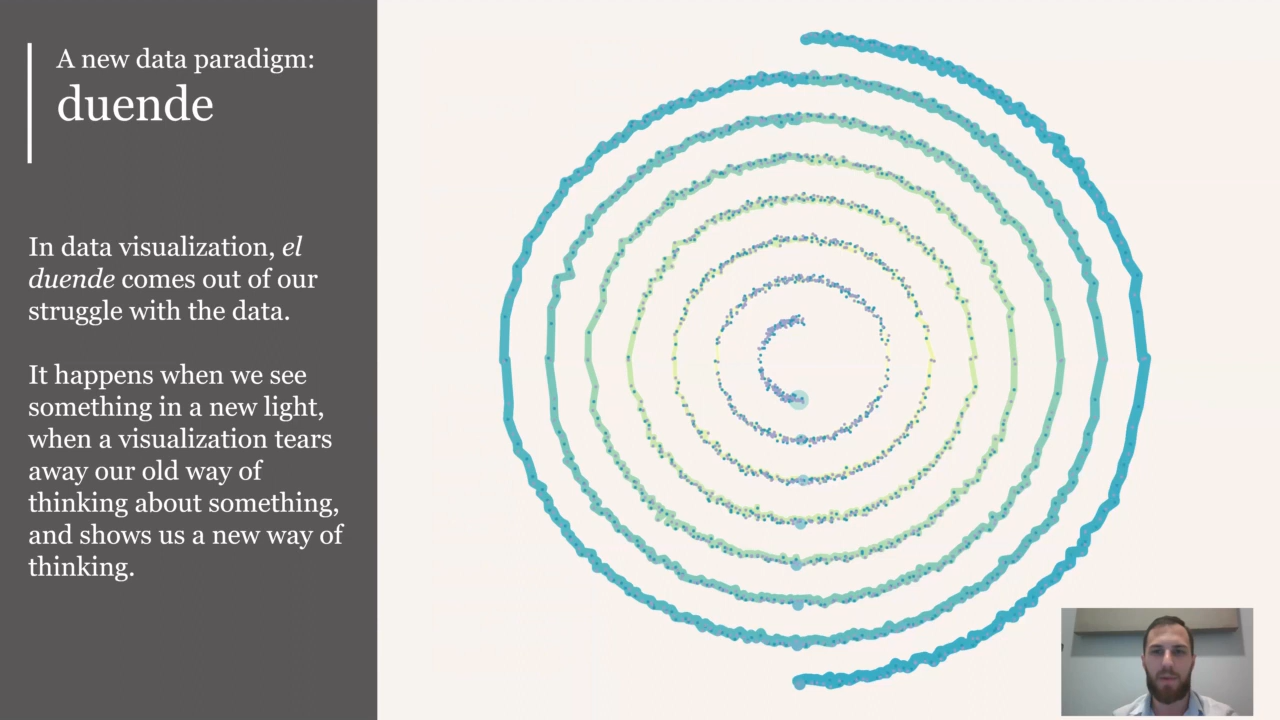 A new data paradigm:
duende
In data visualization, el
duende comes out of our
struggle with the data.
It happens when we see
something in a new light,
when a visualization tears
away our old way of
thinking about something,
and shows us a new way of
thinking.